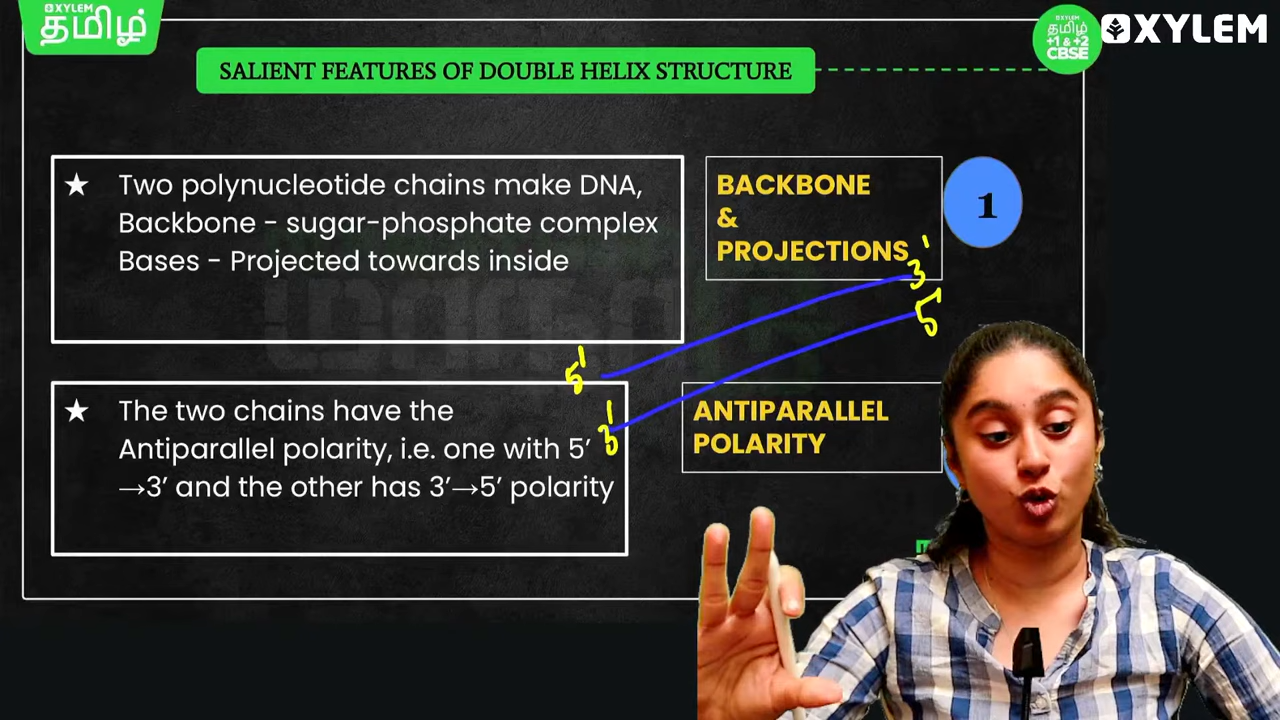 XYLEM
தமிழ்
SALIENT FEATURES OF DOUBLE HELIX STRUCTURE
XYLEM
தமிழ்
+1 & +2
CBSE
XYLEM
★ Two polynucleotide chains make DNA,
Backbone - sugar-phosphate complex
Bases - Projected towards inside
BACKBONE
&
PROJECTIONS
1
3'
5'
5'
3'
★ The two chains have the
Antiparallel polarity, i.e. one with 5’
→3’ and the other has 3’→5’ polarity
ANTIPARALLEL
POLARITY